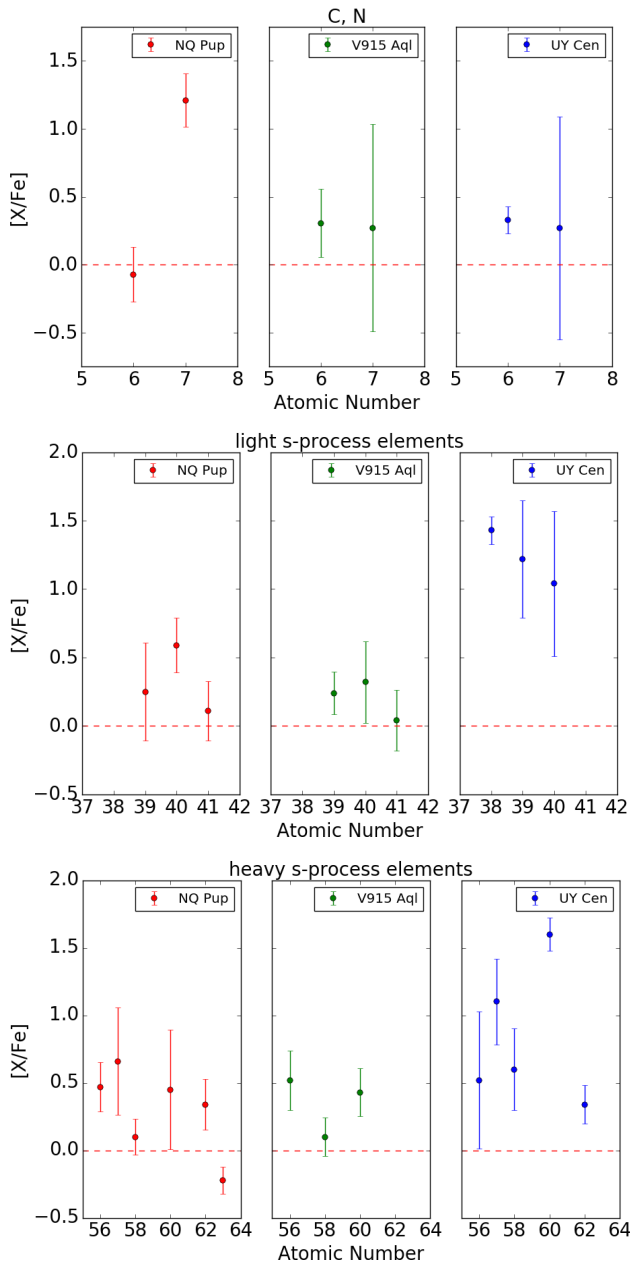 C, N
NQ Pup
V915 Aql
UY Cen
1.5
1.0
0.5
0.0
−0.5
[X/Fe]
5 6 7 8 5 6 7 8 5 6 7 8
Atomic Number
light s-process elements
2.0
NQ Pup
V915 Aql
UY Cen
1.5
1.0
0.5
0.0
−0.5
[X/Fe]
37 38 39 40 41 42 37 38 39 40 41 42 37 38 39 40 41 42
Atomic Number
heavy s-process elements
2.0
NQ Pup
V915 Aql
UY Cen
1.5
1.0
0.5
0.0
−0.5
[X/Fe]
56 58 60 62 64 56 58 60 62 64 56 58 60 62 64
Atomic Number